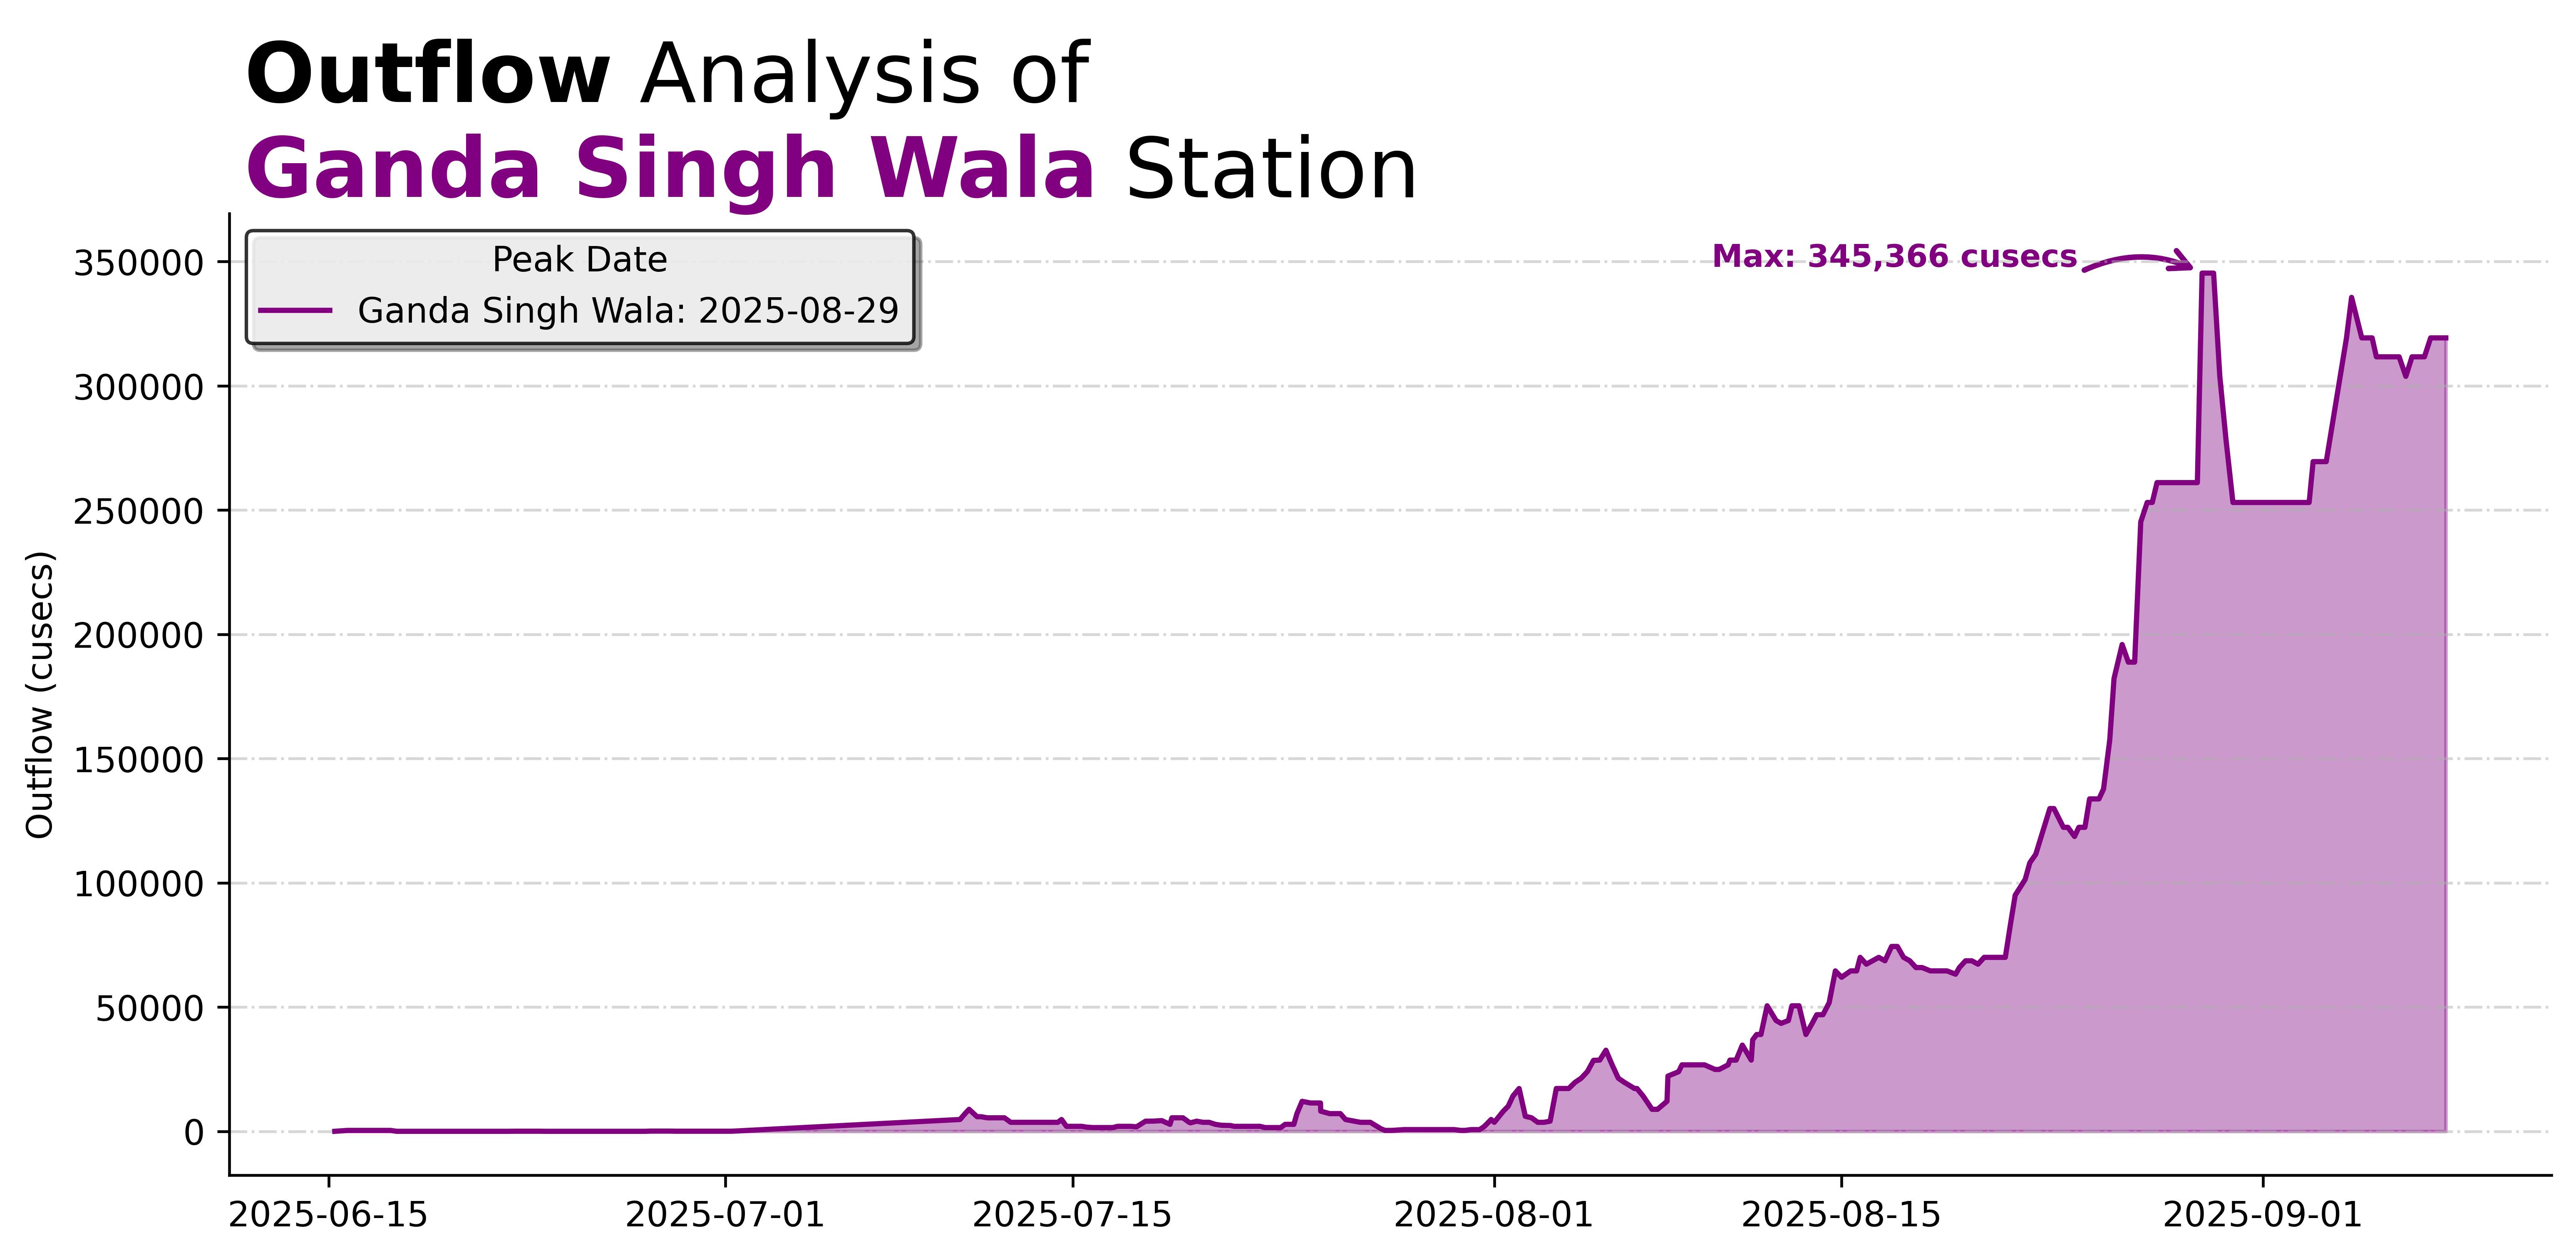 Outflow Analysis of
Ganda Singh Wala Station
Peak Date
Ganda Singh Wala: 2025-08-29
Max: 345,366 cusecs
Outflow (cusecs)
350000
300000
250000
200000
150000
100000
50000
0
2025-06-15 2025-07-01 2025-07-15 2025-08-01 2025-08-15 2025-09-01